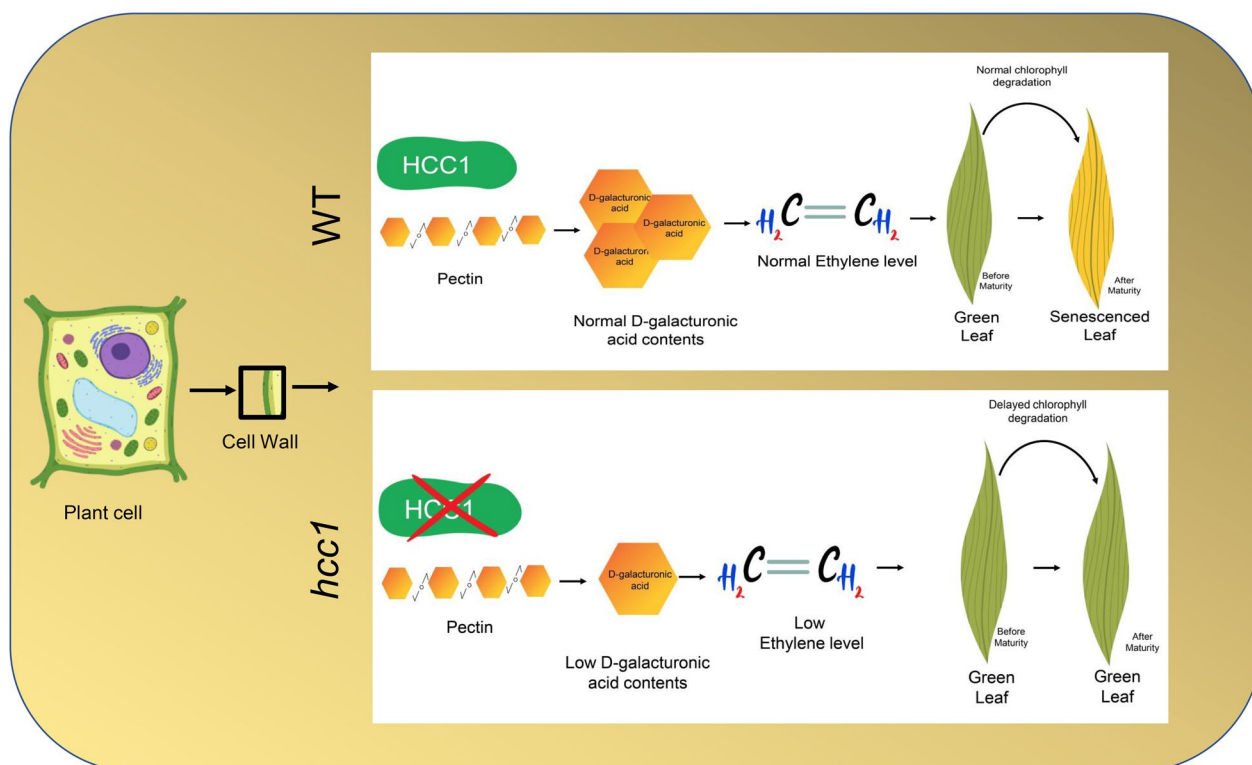 Plant cell
Cell Wall
WT
HCC1
Pectin
D-galacturonic
acid
D-galacturonic
acid
D-galacturon
acid
Normal D-galacturonic
acid contents
H2C CH2
Normal Ethylene level
Normal chlorophyll
degradation
Before
Maturity
Green
Leaf
After
Maturity
Senescenced
Leaf
hcc1
HCC1
Pectin
D-galacturonic
acid
Low D-galacturonic
acid contents
H2C CH2
Low
Ethylene level
Delayed chlorophyll
degradation
Before
Maturity
Green
Leaf
After
Maturity
Green
Leaf